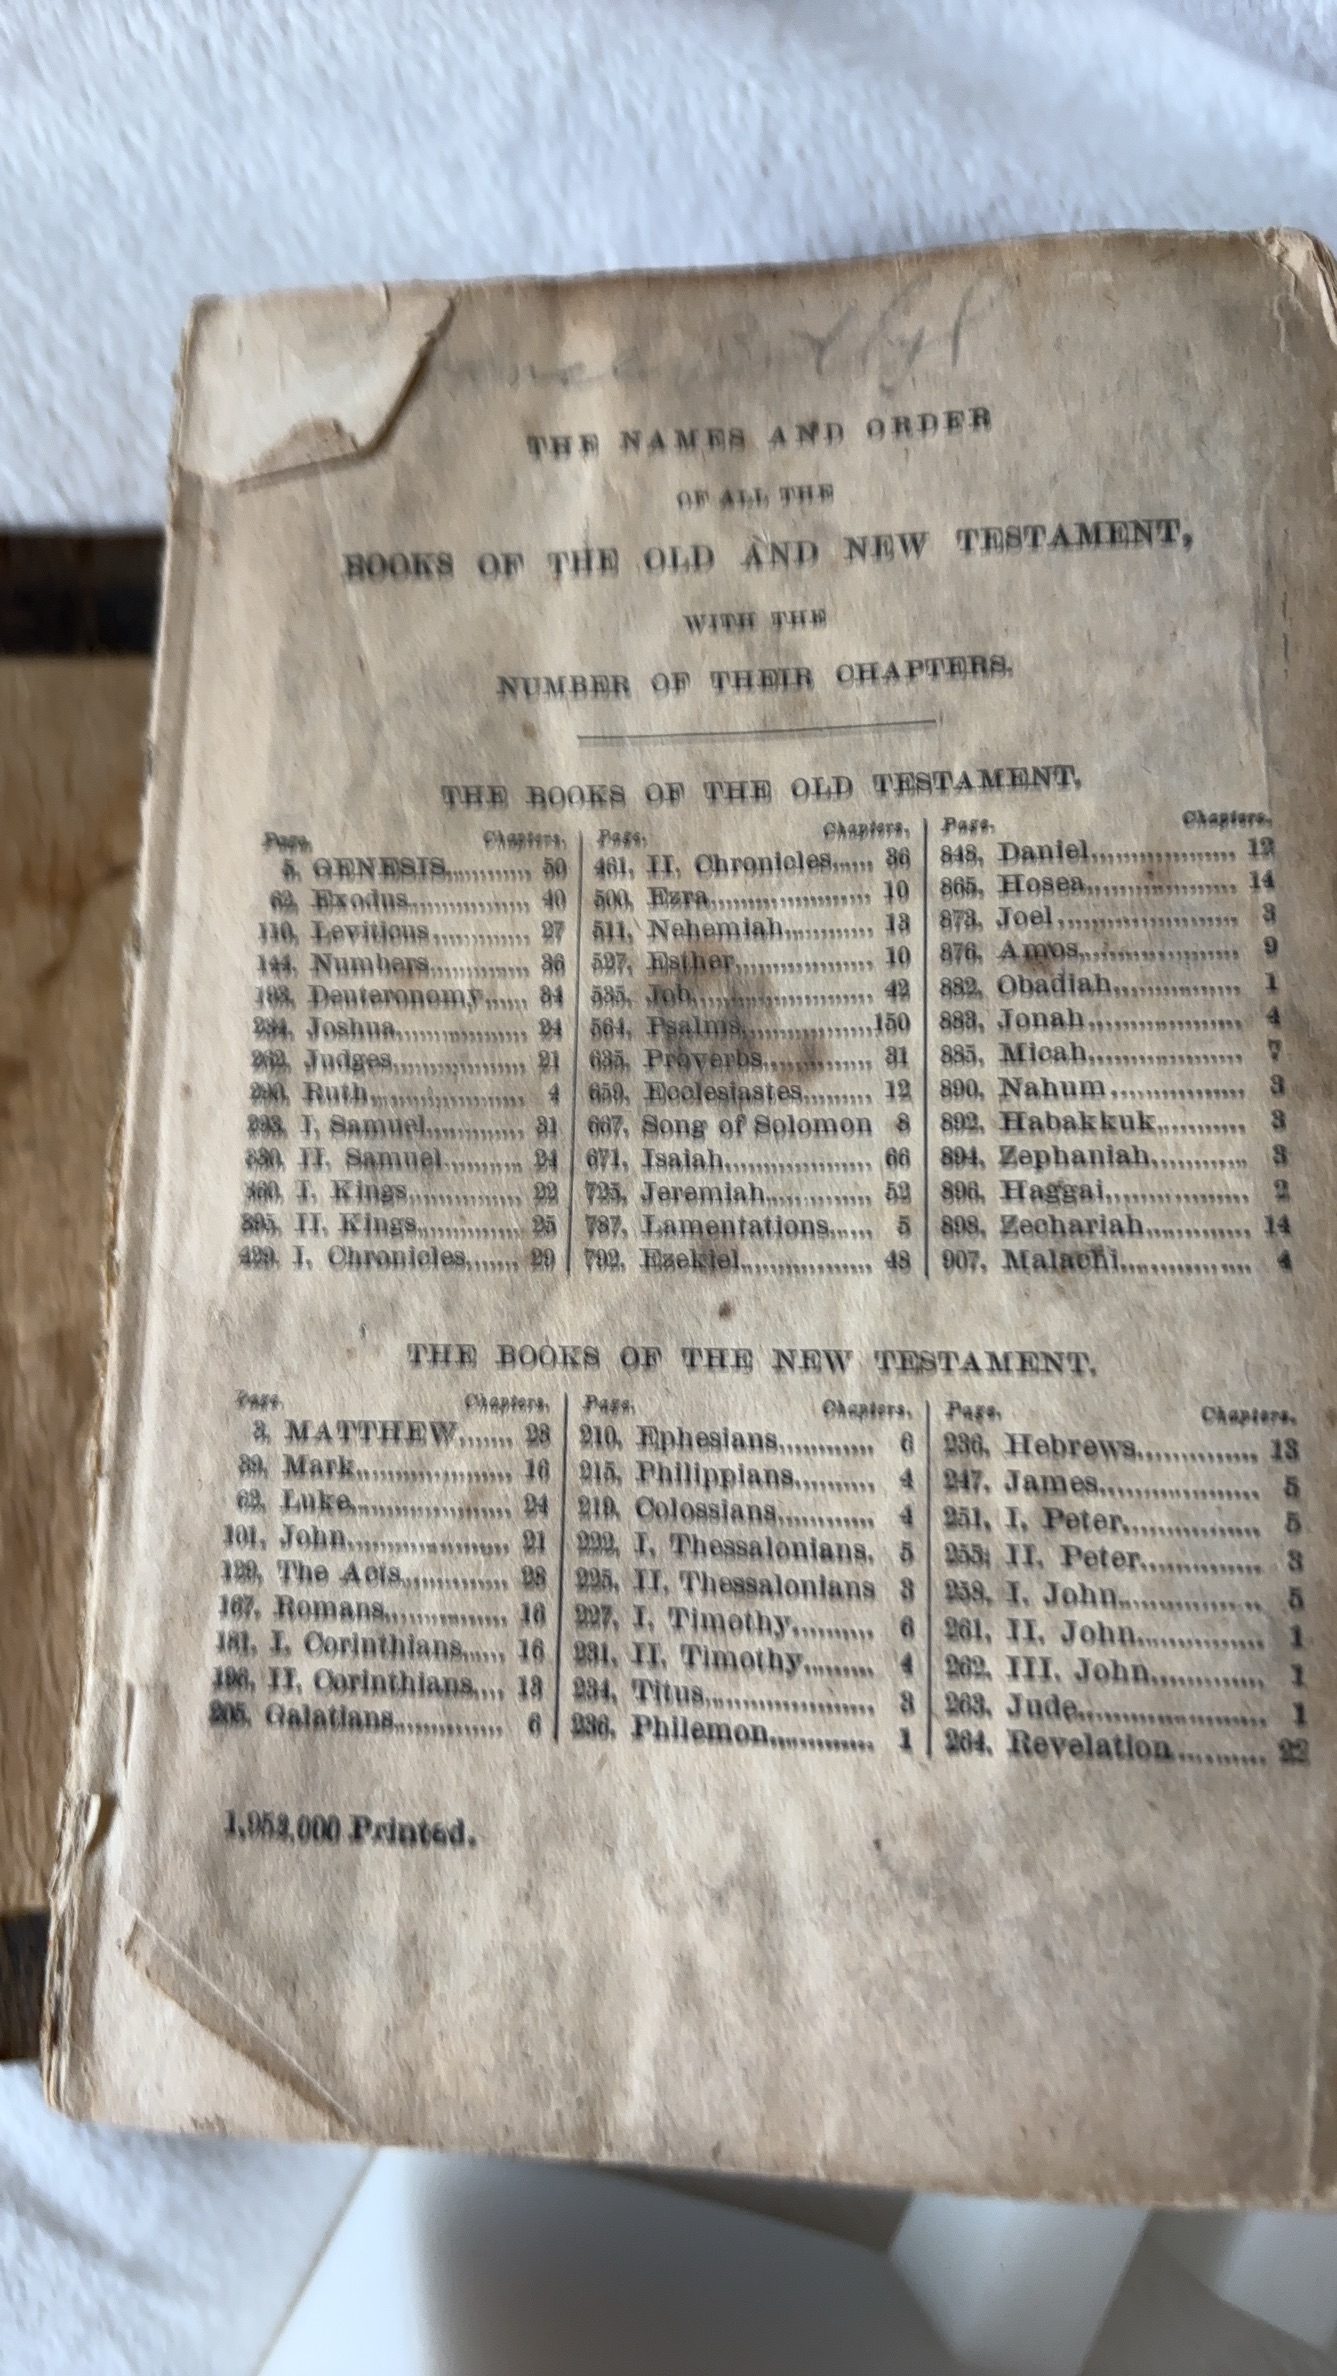 THE NAMES AND ORDER
OF ALL THE
BOOKS OF THE OLD AND NEW TESTAMENT,
WITH THE
NUMBER OF THEIR CHAPTERS.
THE BOOKS OF THE OLD TESTAMENT.
Page. Chapters.
5. GENESIS............ 50
62. Exodus............... 40
110. Leviticus............. 27
144. Numbers............. 36
193. Deuteronomy...... 34
234. Joshua................. 24
262. Judges................. 21
290. Ruth.................... 4
293. I. Samuel............. 31
330. II. Samuel........... 24
I. Kings............... 22
395. II. Kings.............. 25
429. I. Chronicles....... 29
Page. Chapters.
461. II. Chronicles...... 36
500. Ezra..................... 10
511. Nehemiah............ 13
527. Esther................. 10
535. Job...................... 42
564. Psalms.................150
635. Proverbs.............. 31
659. Ecclesiastes......... 12
667. Song of Solomon 8
671. Isaiah................... 66
725. Jeremiah.............. 52
787. Lamentations...... 5
792. Ezekiel................. 48
Page. Chapters.
848. Daniel.................. 12
865. Hosea.................. 14
873. Joel...................... 3
876. Amos................... 9
882. Obadiah............... 1
883. Jonah................... 4
885. Micah................... 7
890. Nahum................. 3
892. Habakkuk........... 3
894. Zephaniah............ 3
896. Haggai................. 2
898. Zechariah............. 14
907. Malachi................ 4
THE BOOKS OF THE NEW TESTAMENT.
Page. Chapters.
3. MATTHEW....... 28
39. Mark.................... 16
62. Luke..................... 24
101. John..................... 21
129. The Acts.............. 28
167. Romans............... 16
181. I. Corinthians...... 16
196. II. Corinthians.... 13
205. Galatians.............. 6
Page. Chapters.
210. Ephesians............ 6
215. Philippians.......... 4
219. Colossians............ 4
222. I. Thessalonians. 5
225. II. Thessalonians 3
227. I. Timothy.......... 6
231. II. Timothy......... 4
234. Titus.................... 3
236. Philemon............. 1
Page. Chapters.
236. Hebrews.............. 13
247. James.................. 5
251. I. Peter................ 5
255. II. Peter............... 3
258. I. John................. 5
261. II. John................ 1
262. III. John.............. 1
263. Jude..................... 1
264. Revelation........... 22
Printed.